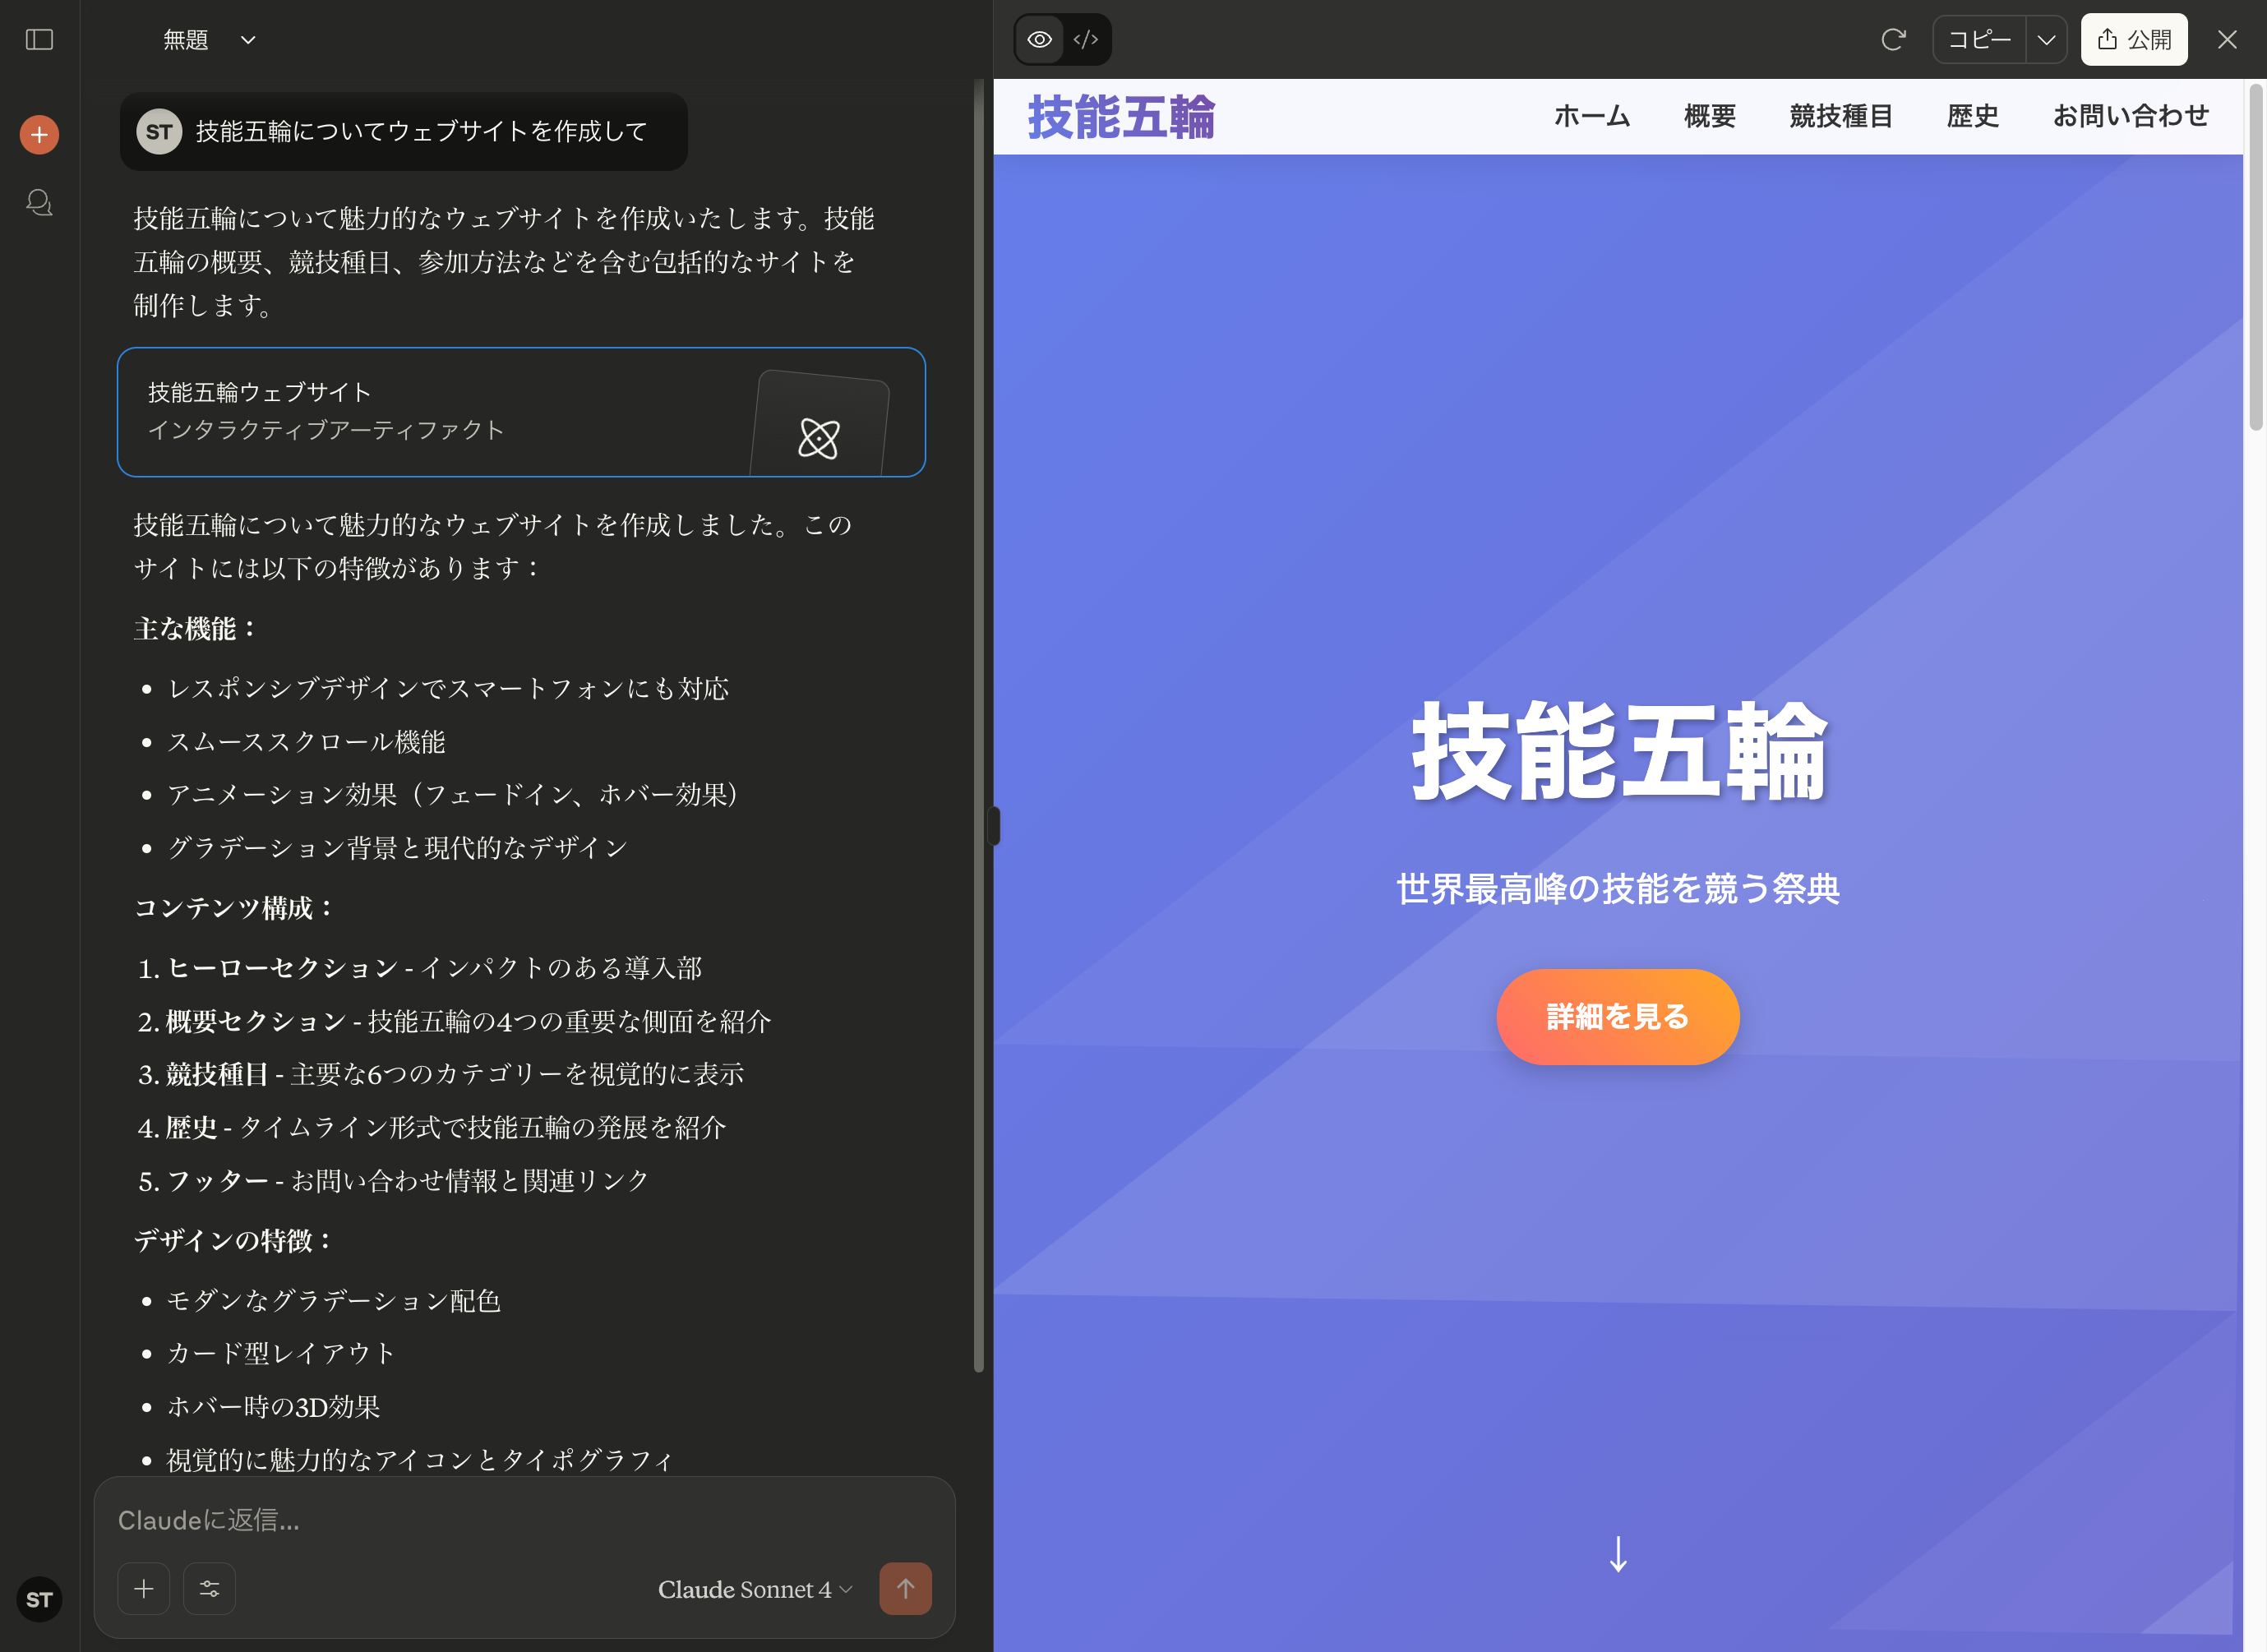 無題
ST
技能五輪についてウェブサイトを作成して
技能五輪について魅力的なウェブサイトを作成いたします。技能
五輪の概要、競技種目、参加方法などを含む包括的なサイトを
制作します。
技能五輪ウェブサイト
インタラクティブアーティファクト
技能五輪について魅力的なウェブサイトを作成しました。この
サイトには以下の特徴があります：
主な機能：
• レスポンシブデザインでスマートフォンにも対応
• スムーススクロール機能
• アニメーション効果（フェードイン、ホバー効果）
• グラデーション背景と現代的なデザイン
コンテンツ構成：
1. ヒーローセクション - インパクトのある導入部
2. 概要セクション - 技能五輪の4つの重要な側面を紹介
3. 競技種目 - 主要な6つのカテゴリーを視覚的に表示
4. 歴史 - タイムライン形式で技能五輪の発展を紹介
5. フッター - お問い合わせ情報と関連リンク
デザインの特徴：
• モダンなグラデーション配色
• カード型レイアウト
• ホバー時の3D効果
• 視覚的に魅力的なアイコンとタイポグラフィ
Claudeに返信...
Claude Sonnet 4
ST
コピー
公開
技能五輪
ホーム 概要 競技種目 歴史 お問い合わせ
技能五輪
世界最高峰の技能を競う祭典
詳細を見る
↓